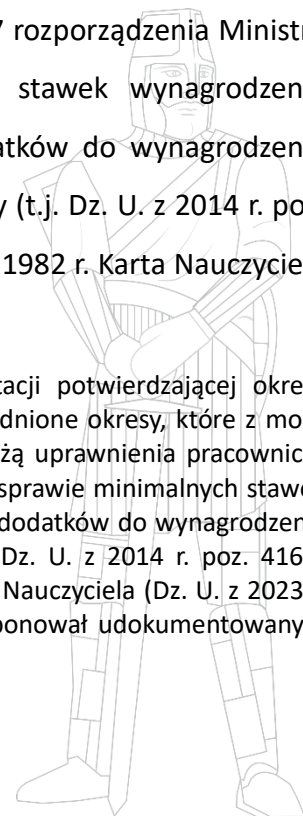 7 rozporządzenia Ministr
stawek wynagrodzen
atków do wynagrodzen
y (t.j. Dz. U. z 2014 r. po
1982 r. Karta Nauczycie
tacji potwierdzającej okre
dnione okresy, które z mo
żą uprawnienia pracownic
sprawie minimalnych stawe
dodatków do wynagrodzen
Dz. U. z 2014 r. poz. 416
Nauczyciela (Dz. U. z 2023
ponował udokumentowany